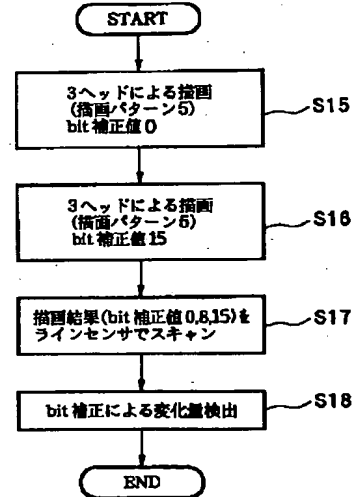 START
3ヘッドによる描画
(描画パターン5)
bit 補正値 0
S15
3ヘッドによる描画
(描画パターン5)
bit 補正値 15
S16
描画結果(bit 補正値 0,8,15)を
ラインセンサでスキャン
S17
bit 補正による変化量検出
S18
END